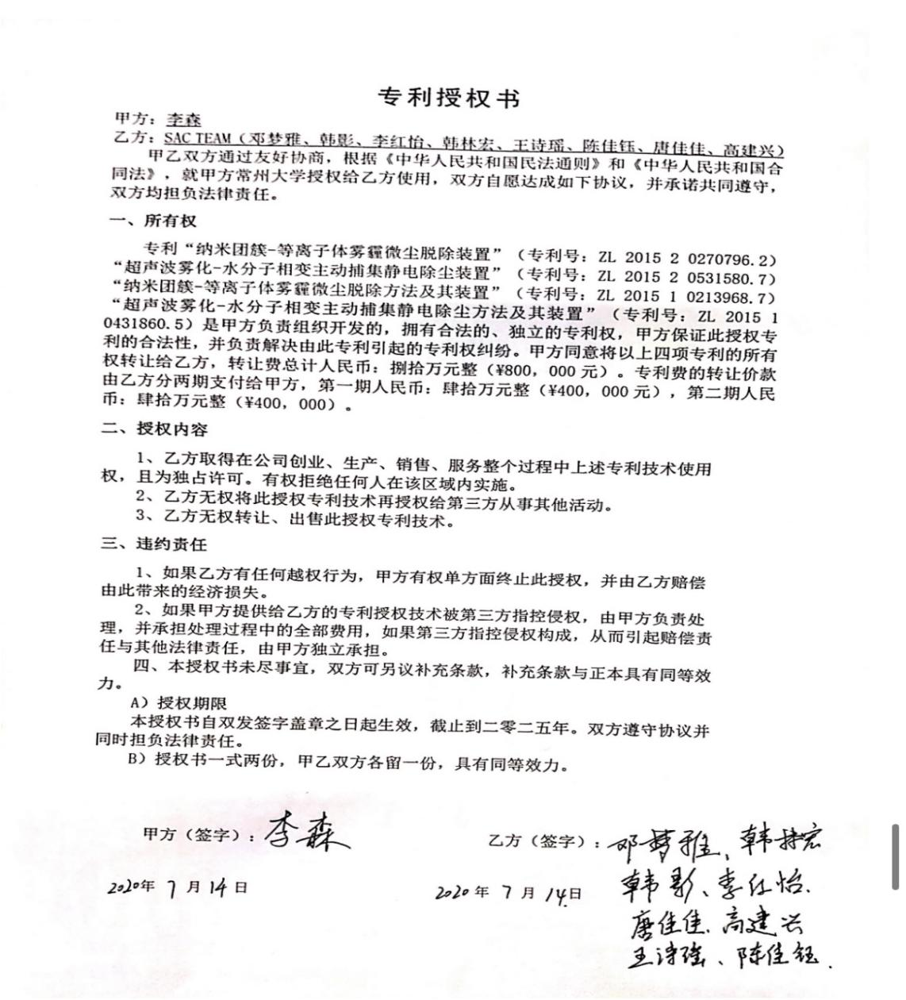 专利授权书
甲方：李森
乙方：SAC TEAM（邓梦雅、韩影、李红怡、韩林宏、王诗瑶、陈佳钰、唐佳佳、高建兴）
甲乙双方通过友好协商，根据《中华人民共和国民法通则》和《中华人民共和国合
同法》，就甲方常州大学授权给乙方使用，双方自愿达成如下协议，并承诺共同遵守，
双方均担负法律责任。
一、所有权
专利“纳米团簇-等离子体雾霾微尘脱除装置”（专利号：ZL 2015 2 0270796.2）
“超声波雾化-水分子相变主动捕集静电除尘装置”（专利号：ZL 2015 2 0531580.7）
“纳米团簇-等离子体雾霾微尘脱除方法及其装置”（专利号：ZL 2015 1 0213968.7）
“超声波雾化-水分子相变主动捕集静电除尘方法及其装置”（专利号：ZL 2015 1
0431860.5）是甲方负责组织开发的，拥有合法的、独立的专利权，甲方保证此授权专
利的合法性，并负责解决由此专利引起的专利权纠纷。甲方同意将以上四项专利的所有
权转让给乙方，转让费总计人民币：捌拾万元整（¥800，000 元）。专利费的转让价款
由乙方分两期支付给甲方，第一期人民币：肆拾万元整（¥400，000 元），第二期人民
币：肆拾万元整（¥400，000）。
二、授权内容
1、乙方取得在公司创业、生产、销售、服务整个过程中上述专利技术使用
权，且为独占许可。有权拒绝任何人在该区域内实施。
2、乙方无权将此授权专利技术再授权给第三方从事其他活动。
3、乙方无权转让、出售此授权专利技术。
三、违约责任
1、如果乙方有任何越权行为，甲方有权单方面终止此授权，并由乙方赔偿
由此带来的经济损失。
2、如果甲方提供给乙方的专利授权技术被第三方指控侵权，由甲方负责处
理，并承担处理过程中的全部费用，如果第三方指控侵权构成，从而引起赔偿责
任与其他法律责任，由甲方独立承担。
四、本授权书未尽事宜，双方可另议补充条款，补充条款与正本具有同等效
力。
A）授权期限
本授权书自双发签字盖章之日起生效，截止到二零二五年。双方遵守协议并
同时担负法律责任。
B）授权书一式两份，甲乙双方各留一份，具有同等效力。
甲方（签字）：李森
乙方（签字）：邓梦雅、韩林宏
韩影、李红怡.
唐佳佳.高建兴
王诗瑶、陈佳钰.
2020年 7 月 14 日
2020 年 7 月 14 日